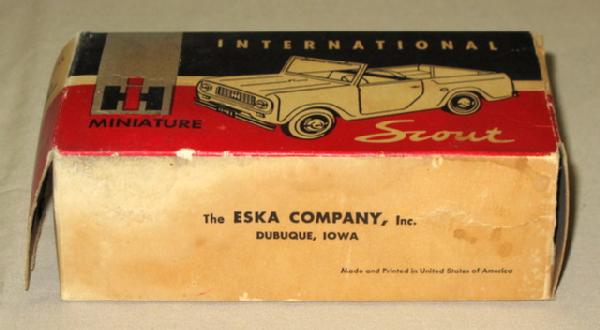 INTERNATIONAL
IH
MINIATURE
Scout
The ESKA COMPANY, Inc.
DUBUQUE, IOWA
Made and Printed in United States of America